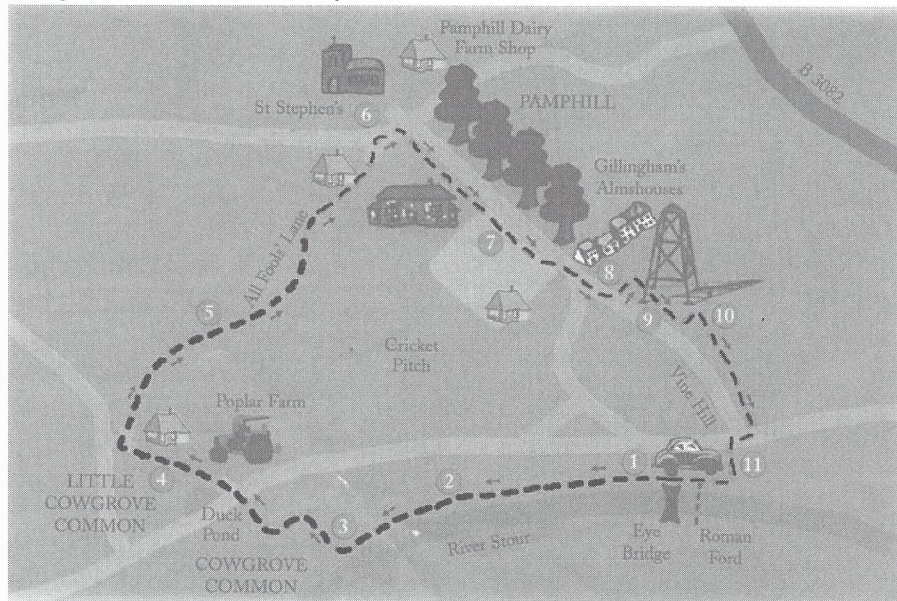 Pamphill Dairy
Farm Shop
B 3082
St Stephen's
6
PAMPHILL
Gillingham's
Almshouses
All Fools' Lane
7
8
5
9
10
Cricket
Pitch
Vine Hill
Poplar Farm
1
11
2
LITTLE
COWGROVE
COMMON
4
Duck
Pond
3
River Stour
Eye
Bridge
Roman
Ford
COWGROVE
COMMON